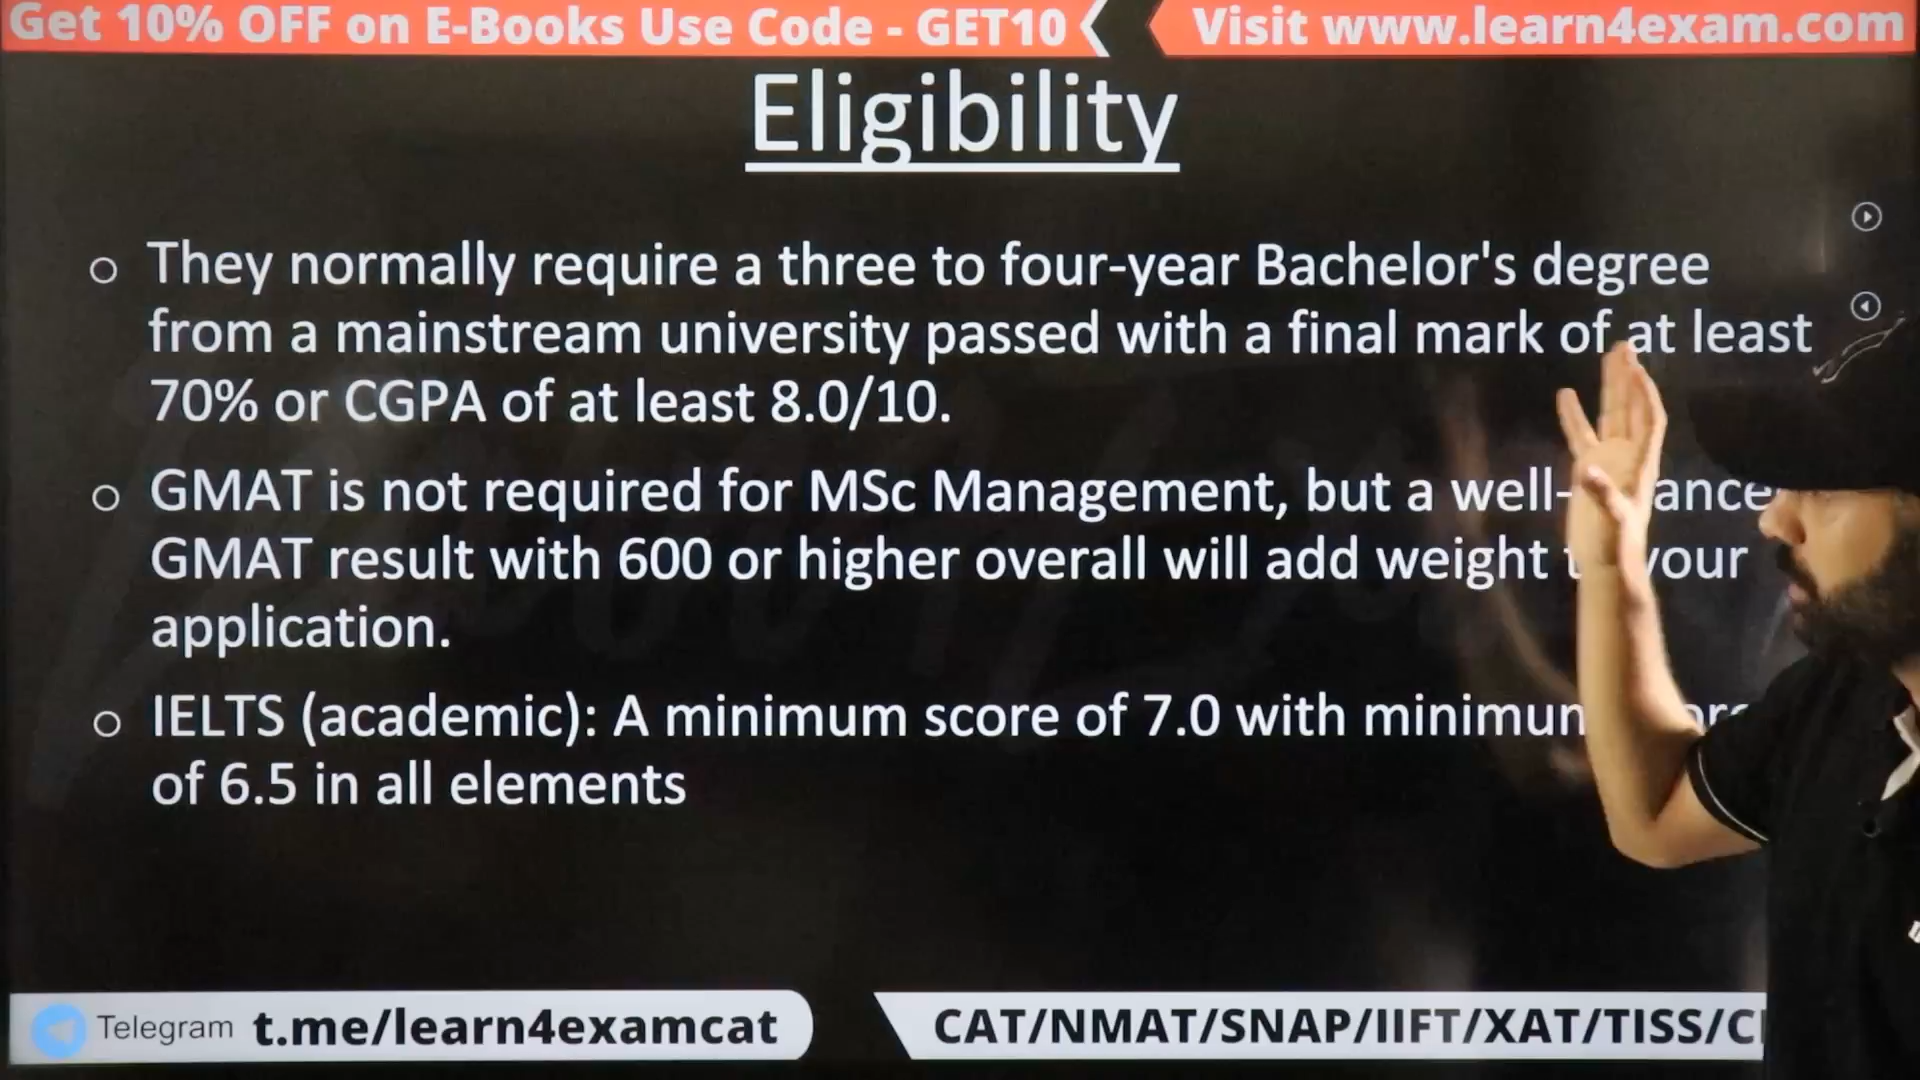 Get 10% OFF on E-Books Use Code - GET10
Visit www.learn4exam.com
Eligibility
They normally require a three to four-year Bachelor's degree
from a mainstream university passed with a final mark of at least
70% or CGPA of at least 8.0/10.
GMAT is not required for MSc Management, but a well-
GMAT result with 600 or higher overall will add weight your
application.
IELTS (academic): A minimum score of 7.0 with
of 6.5 in all elements
Telegram t.me/learn4examcat
CAT/NMAT/SNAP/IIFT/XAT/TISS/